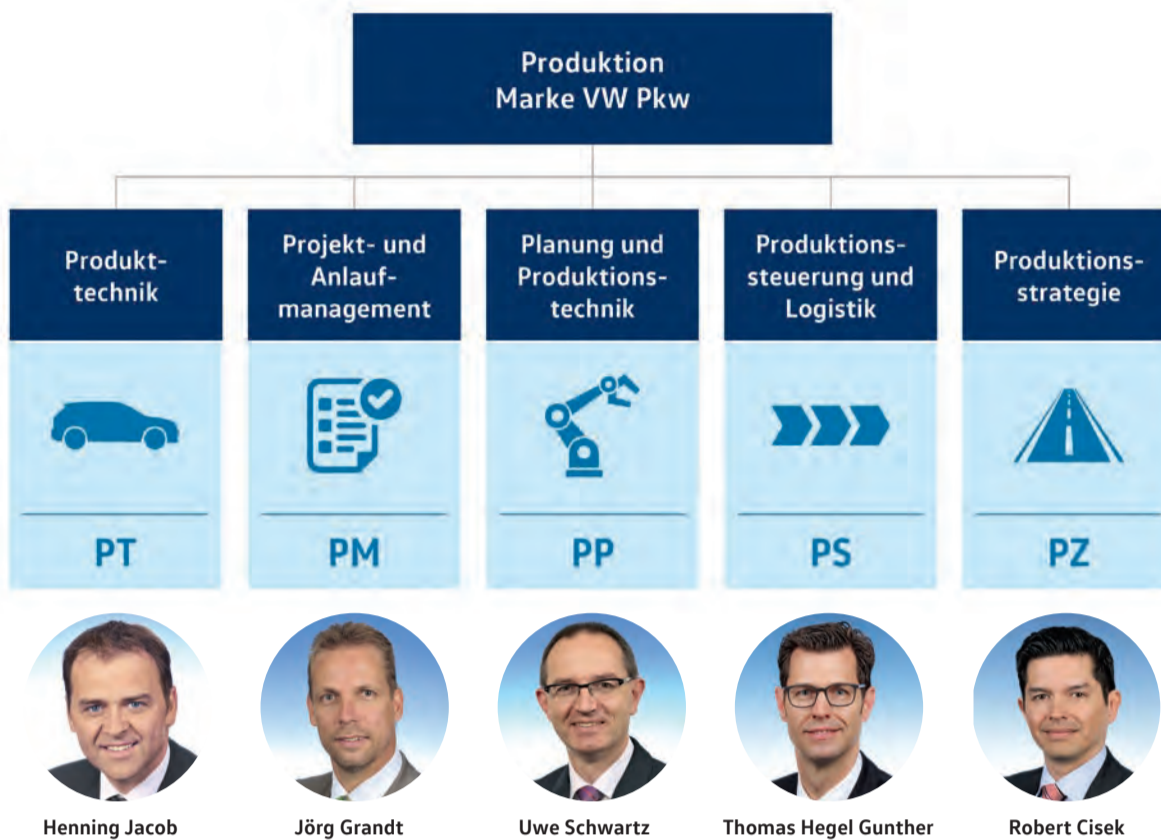 Produktion
Marke VW Pkw
Produkt-
technik
Projekt- und
Anlauf-
management
Planung und
Produktions-
technik
Produktions-
steuerung und
Logistik
Produktions-
strategie
PT
PM
PP
PS
PZ
Henning Jacob
Jörg Grandt
Uwe Schwartz
Thomas Hegel Gunther
Robert Cisek